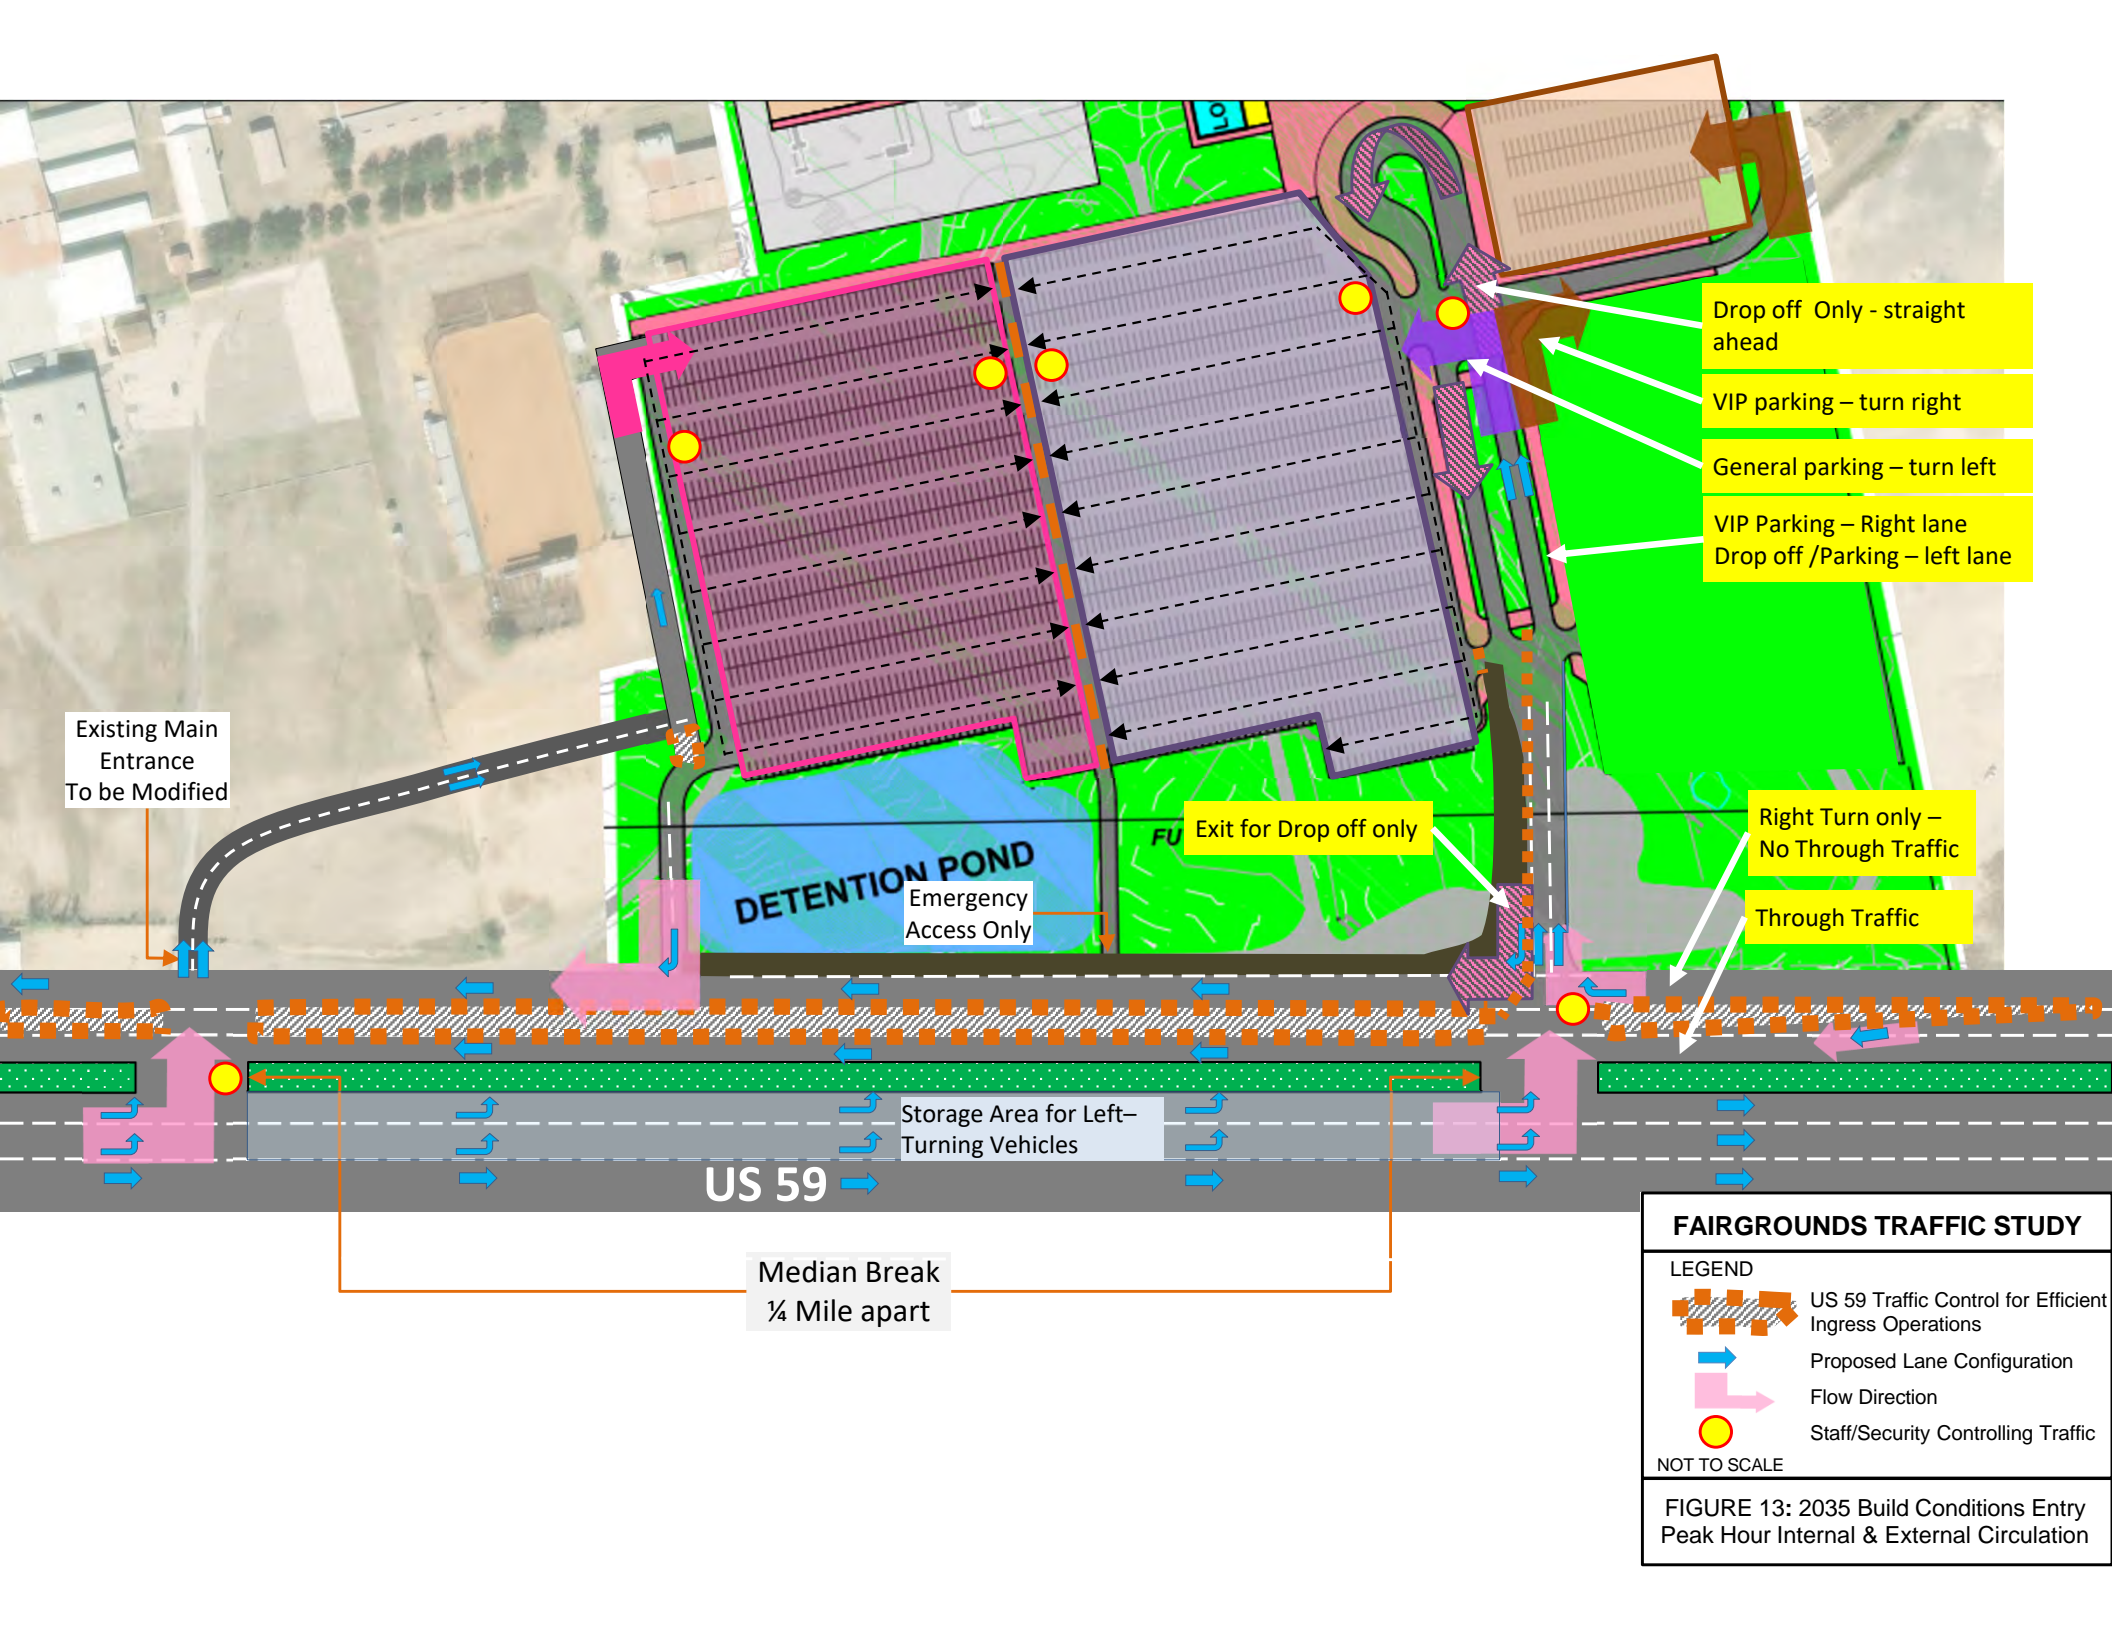 LO
Drop off Only - straight
ahead
VIP parking – turn right
General parking – turn left
VIP Parking – Right lane
Drop off /Parking – left lane
Existing Main
Entrance
To be Modified
Right Turn only –
No Through Traffic
Exit for Drop off only
FU
DETENTION POND
Emergency
Access Only
Through Traffic
Storage Area for Left–
Turning Vehicles
US 59
Median Break
¼ Mile apart
FAIRGROUNDS TRAFFIC STUDY
LEGEND
US 59 Traffic Control for Efficient
Ingress Operations
Proposed Lane Configuration
Flow Direction
Staff/Security Controlling Traffic
NOT TO SCALE
FIGURE 13: 2035 Build Conditions Entry
Peak Hour Internal & External Circulation